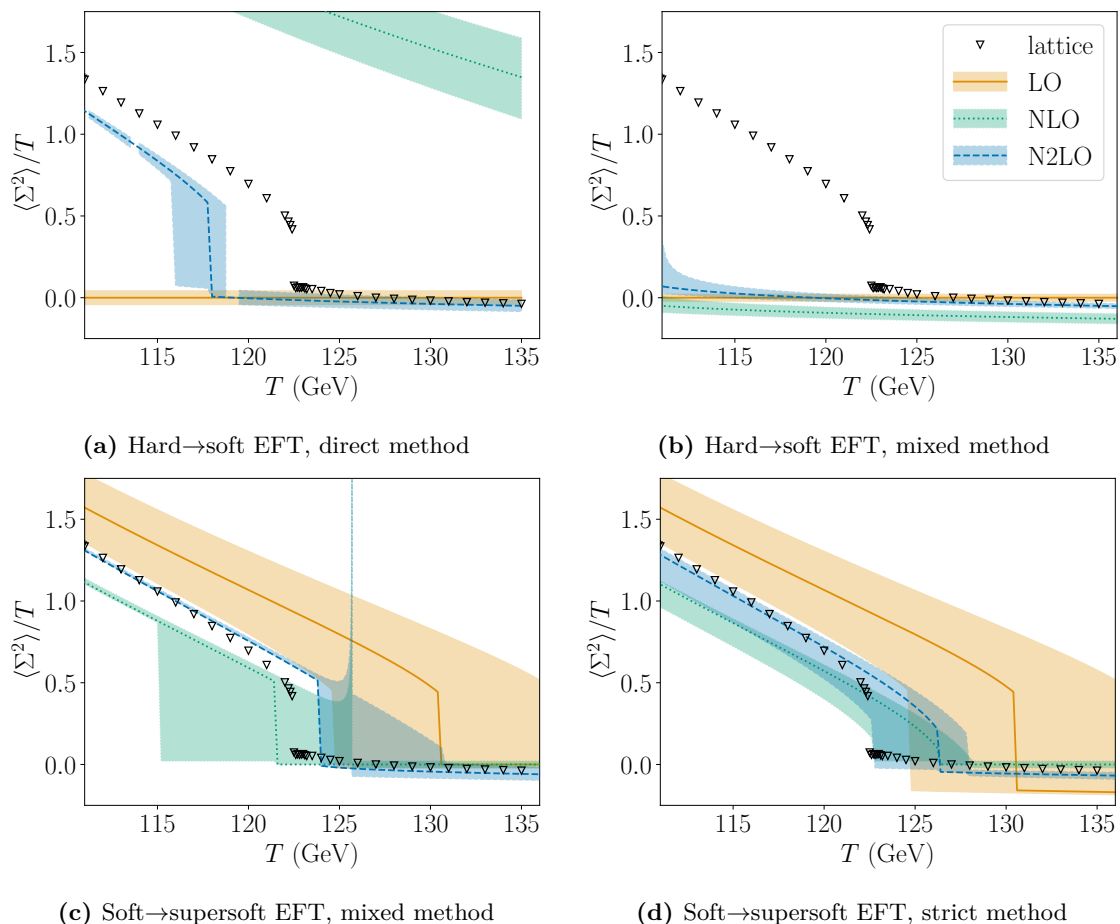 1.5
1.0
0.5
0.0
⟨Σ²⟩/T
115 120 125 130 135
T (GeV)
(a) Hard→soft EFT, direct method
1.5
1.0
0.5
0.0
⟨Σ²⟩/T
lattice
LO
NLO
N2LO
115 120 125 130 135
T (GeV)
(b) Hard→soft EFT, mixed method
1.5
1.0
0.5
0.0
⟨Σ²⟩/T
115 120 125 130 135
T (GeV)
(c) Soft→supersoft EFT, mixed method
1.5
1.0
0.5
0.0
⟨Σ²⟩/T
115 120 125 130 135
T (GeV)
(d) Soft→supersoft EFT, strict method